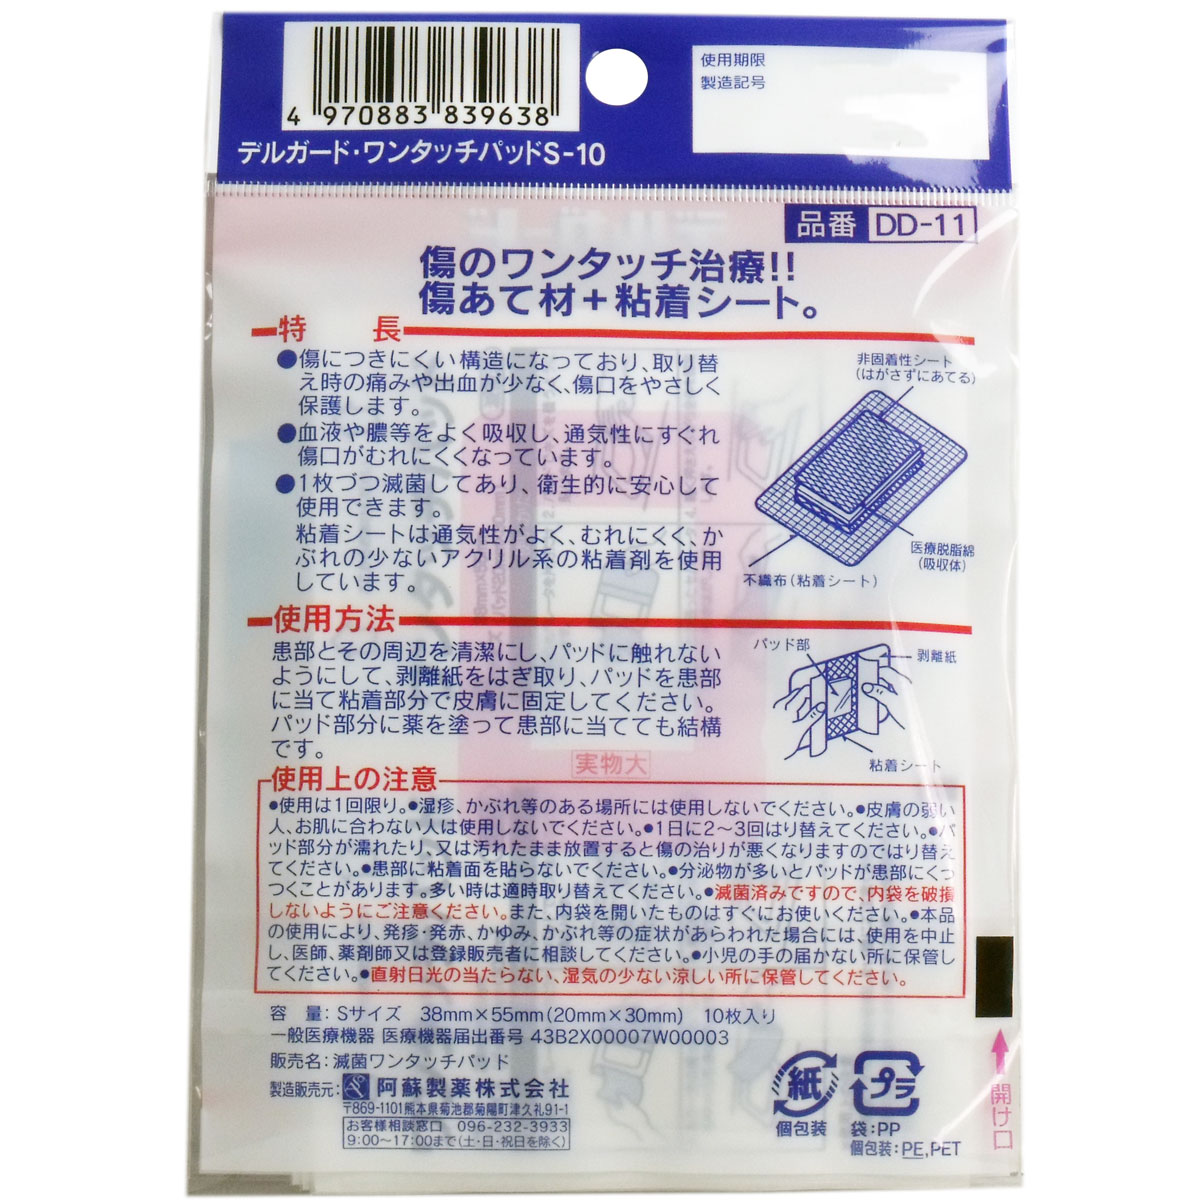 4 970883 839638
デルガード・ワンタッチパッドS-10
使用期限
製造記号
品番 DD-11
傷のワンタッチ治療!!
傷あて材＋粘着シート。
特 長
●傷につきにくい構造になっており、取り替
え時の痛みや出血が少なく、傷口をやさしく
保護します。
●血液や膿等をよく吸収し、通気性にすぐれ
傷口がむれにくくなっています。
●1枚づつ滅菌してあり、衛生的に安心して
使用できます。
粘着シートは通気性がよく、むれにくく、か
ぶれの少ないアクリル系の粘着剤を使用
しています。
非固着性シート
(はがさずにあてる)
医療脱脂綿
(吸収体)
不織布(粘着シート)
使用方法
患部とその周辺を清潔にし、パッドに触れない
ようにして、剥離紙をはぎ取り、パッドを患部
に当て粘着部分で皮膚に固定してください。
パッド部分に薬を塗って患部に当てても結構
です。
パッド部
剥離紙
粘着シート
実物大
使用上の注意
●使用は1回限り。●湿疹、かぶれ等のある場所には使用しないでください。●皮膚の弱い
人、お肌に合わない人は使用しないでください。●1日に2～3回はり替えてください。●パ
ッド部分が濡れたり、又は汚れたまま放置すると傷の治りが悪くなりますのではり替え
てください。●患部に粘着面を貼らないでください。●分泌物が多いとパッドが患部にくっ
つくことがあります。多い時は適時取り替えてください。●滅菌済みですので、内袋を破損
しないようにご注意ください。また、内袋を開いたものはすぐにお使いください。●本品
の使用により、発疹・発赤、かゆみ、かぶれ等の症状があらわれた場合には、使用を中止
し、医師、薬剤師又は登録販売者に相談してください。●小児の手の届かない所に保管し
てください。●直射日光の当たらない、湿気の少ない涼しい所に保管してください。
容 量：Sサイズ 38mm×55mm(20mm×30mm) 10枚入り
一般医療機器 医療機器届出番号 43B2X00007W00003
販売名：滅菌ワンタッチパッド
製造販売元： 阿蘇製薬株式会社
〒869-1101熊本県菊池郡菊陽町津久礼91-1
お客様相談窓口 096-232-3933
9:00～17:00まで(土・日・祝日を除く)
紙
個包装
プラ
袋：PP
個包装：PE,PET
開け口